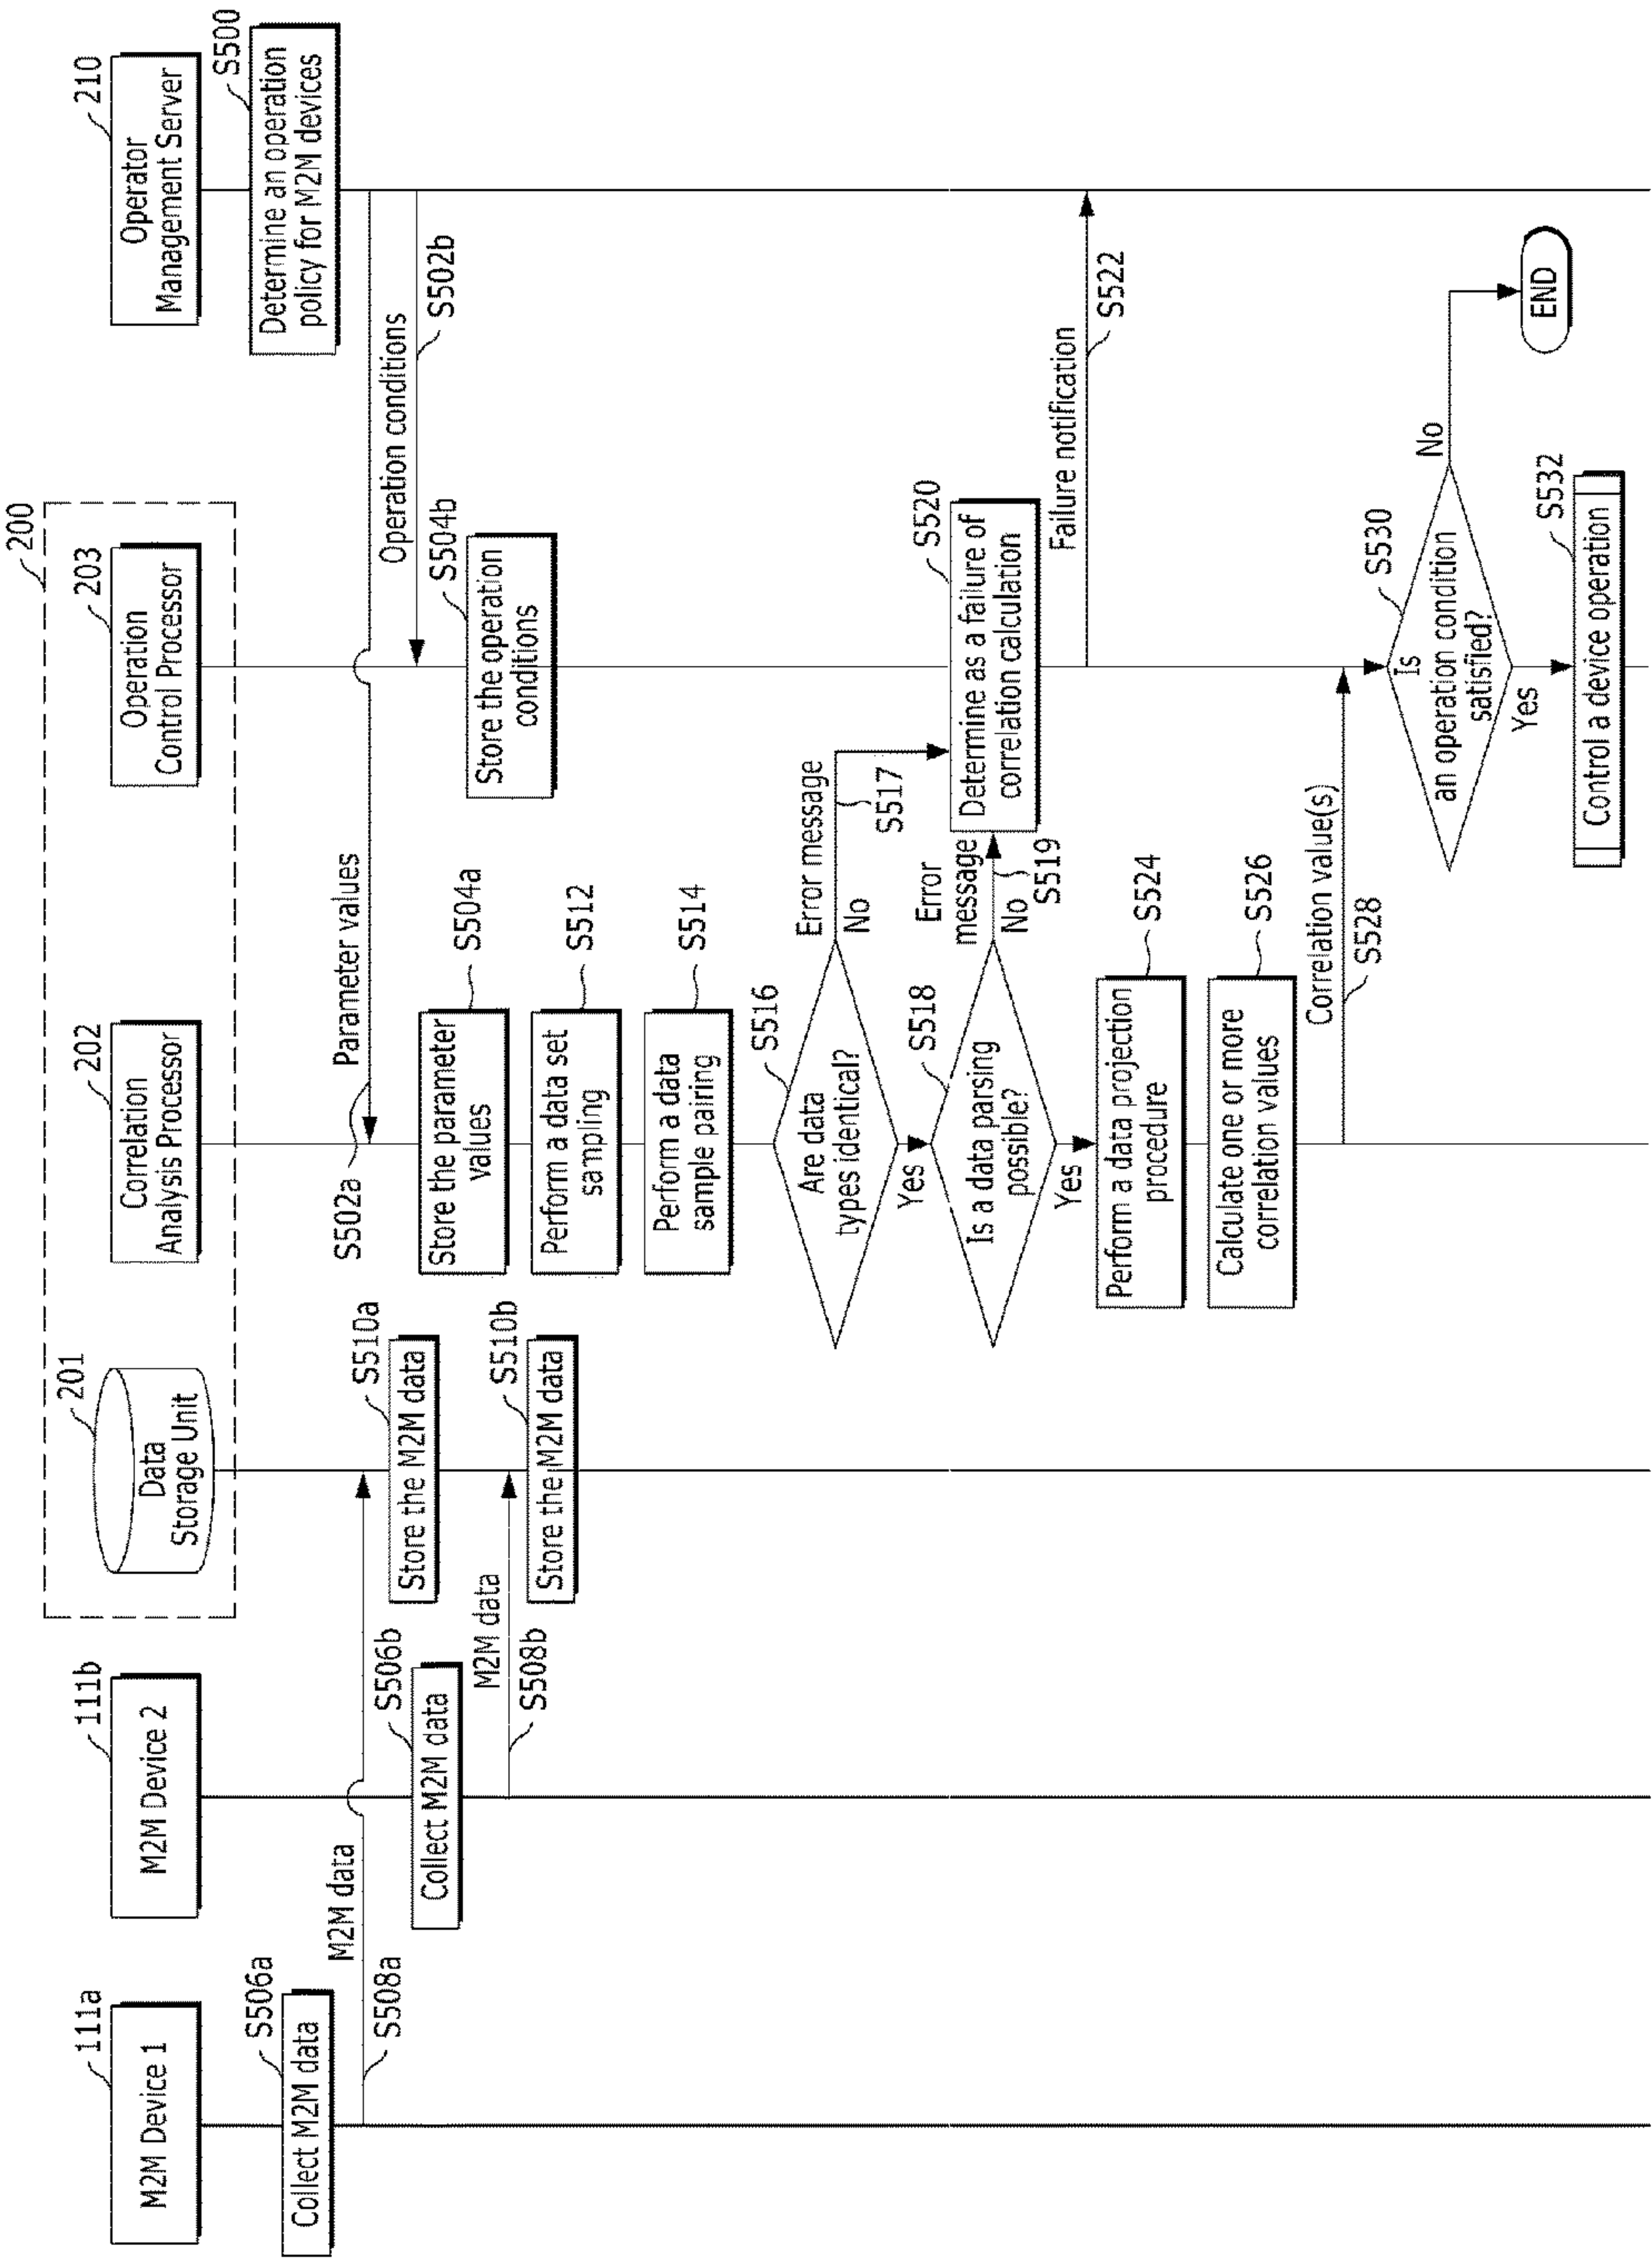 200
111a
M2M Device 1
111b
M2M Device 2
201
Data
Storage Unit
202
Correlation
Analysis Processor
203
Operation
Control Processor
210
Operator
Management Server
S500
Determine an operation
policy for M2M devices
S506a
Collect M2M data
M2M data
S508a
S502a
Parameter values
Operation conditions
S502b
S510a
Store the M2M data
S506b
Collect M2M data
S504a
Store the parameter
values
S504b
Store the operation
conditions
M2M data
S508b
S510b
Store the M2M data
S512
Perform a data set
sampling
S514
Perform a data
sample pairing
S516
Are data
types identical?
Error message
No
S517
Yes
S518
Is a data parsing
possible?
Error
message
No
S519
S520
Determine as a failure of
correlation calculation
Yes
Failure notification
S522
S524
Perform a data projection
procedure
S526
Calculate one or more
correlation values
Correlation value(s)
S528
S530
Is
an operation condition
satisfied?
No
END
Yes
S532
Control a device operation